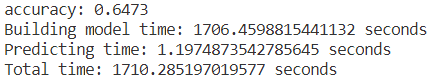 accuracy: 0.6473
Building model time: 1706.4598815441132 seconds
Predicting time: 1.1974873542785645 seconds
Total time: 1710.285197019577 seconds